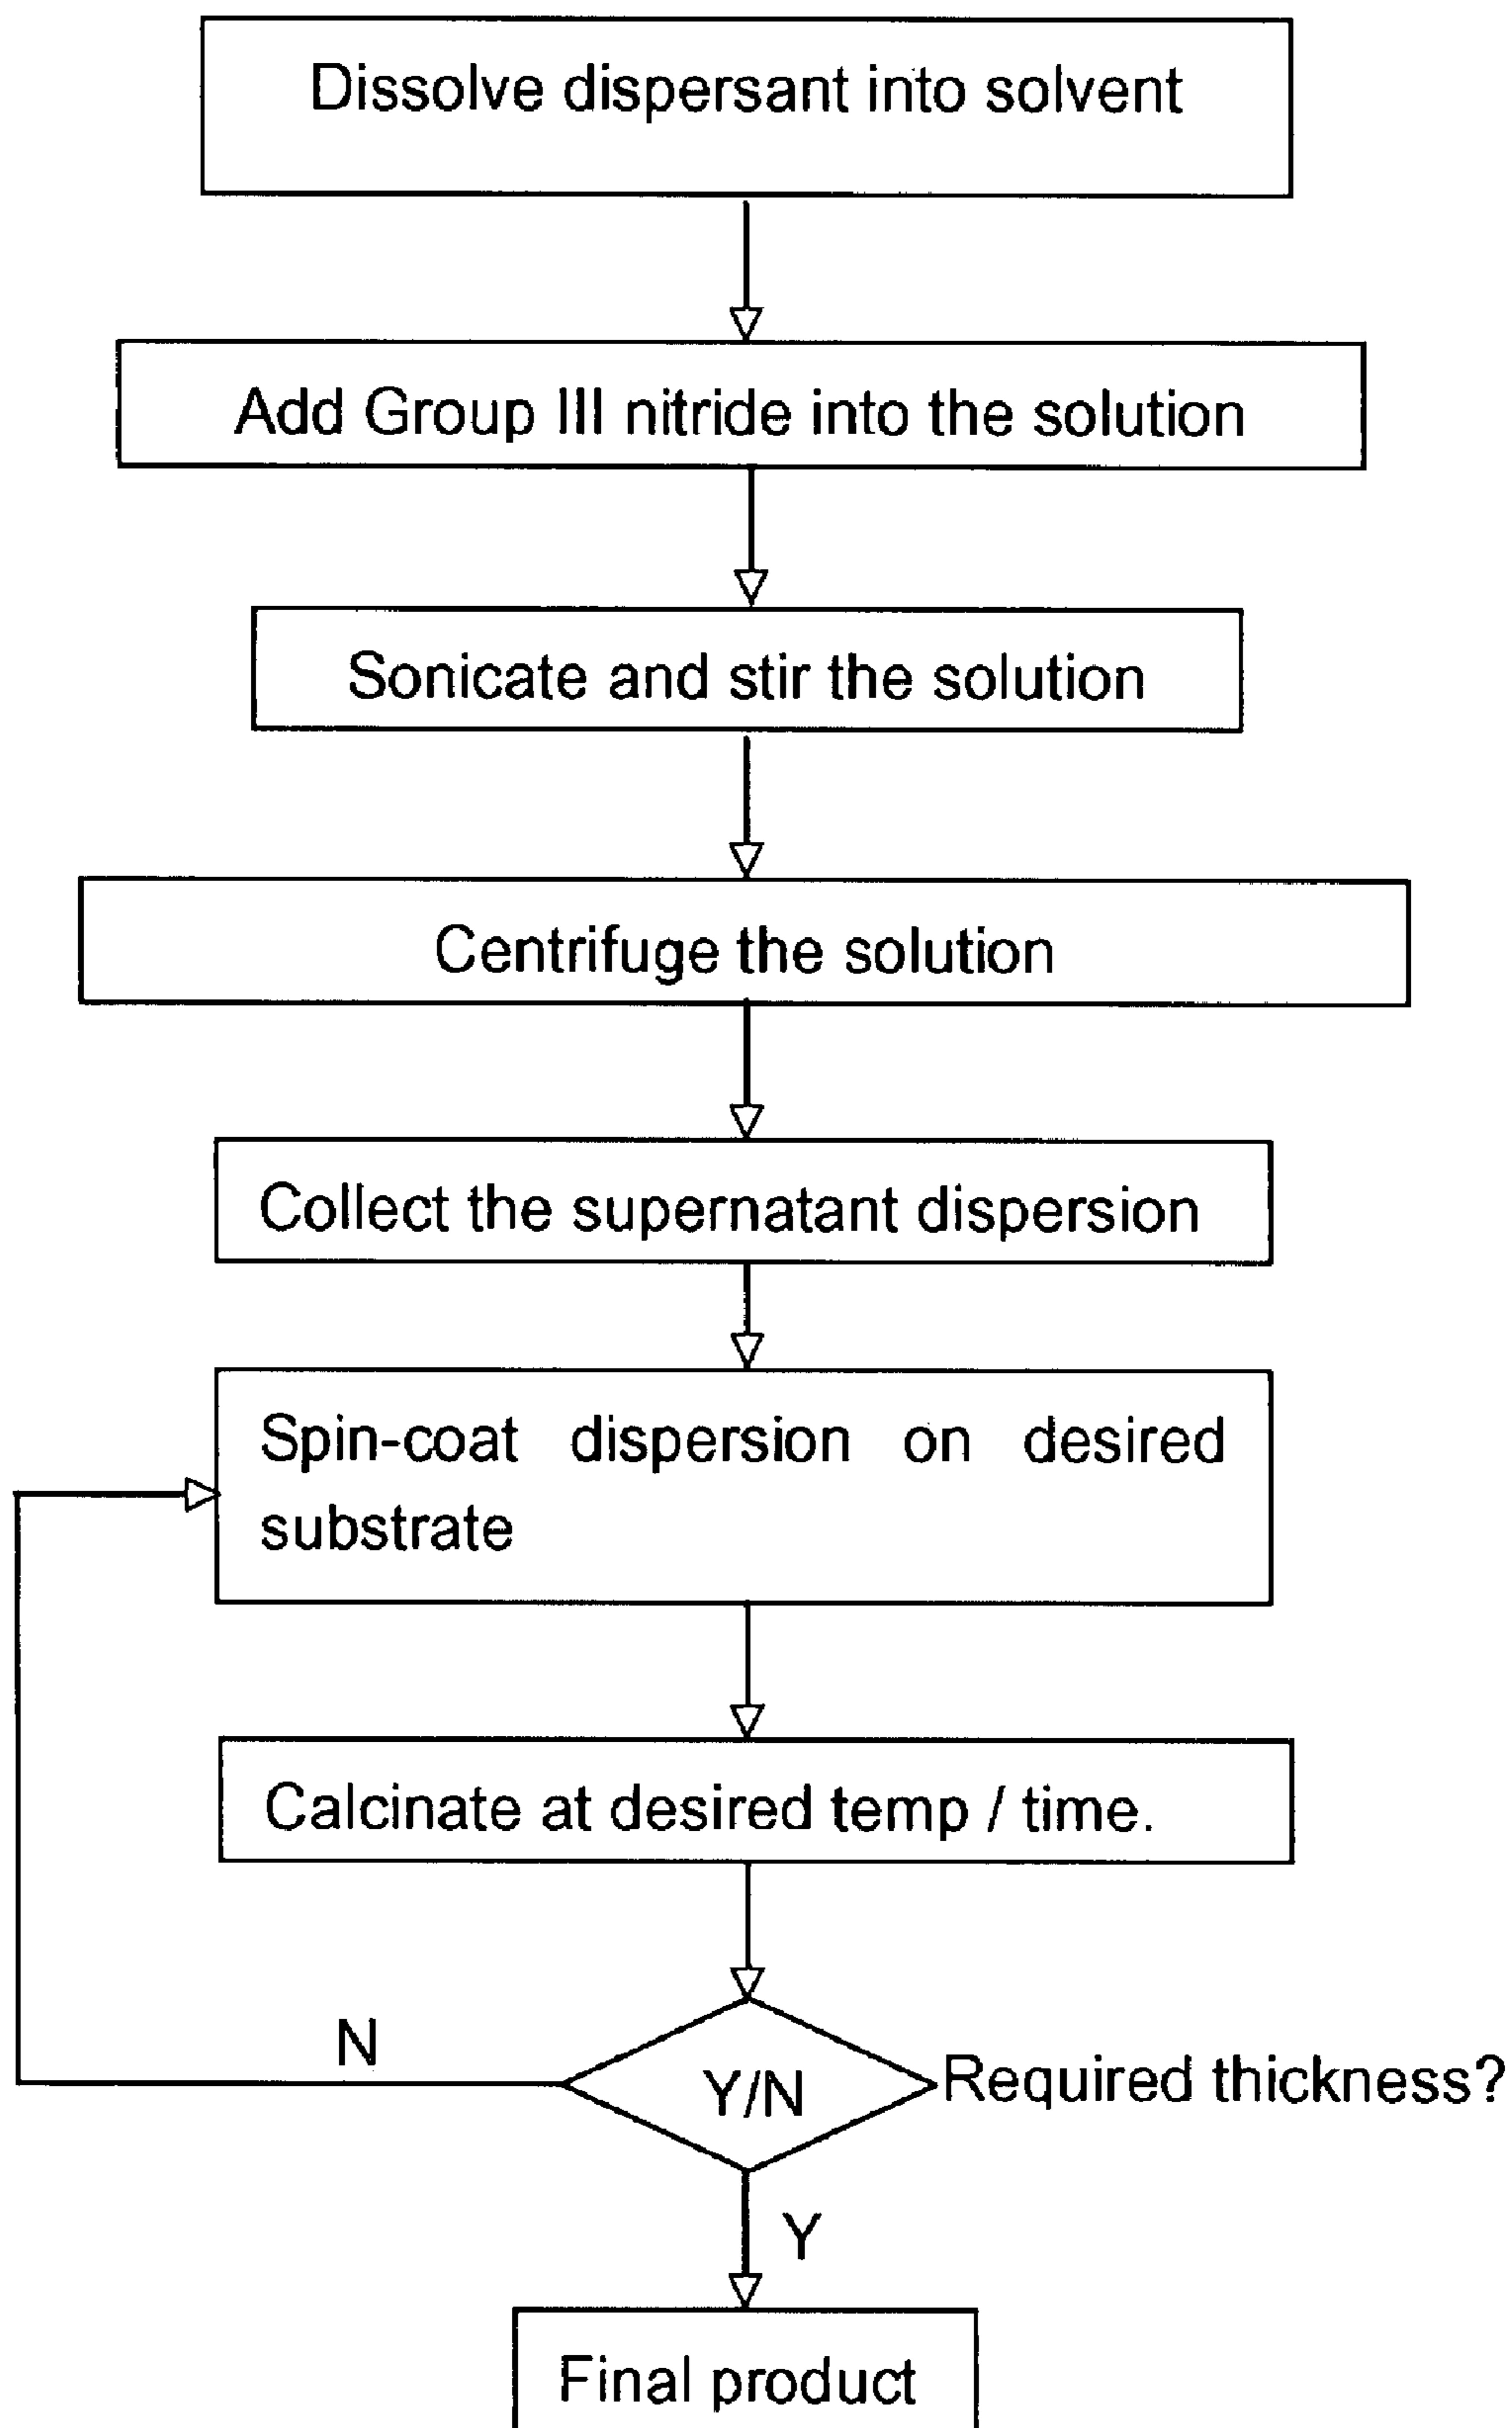 Dissolve dispersant into solvent
Add Group III nitride into the solution
Sonicate and stir the solution
Centrifuge the solution
Collect the supernatant dispersion
Spin-coat dispersion on desired
substrate
Calcinate at desired temp / time.
N
Y/N
Required thickness?
Y
Final product